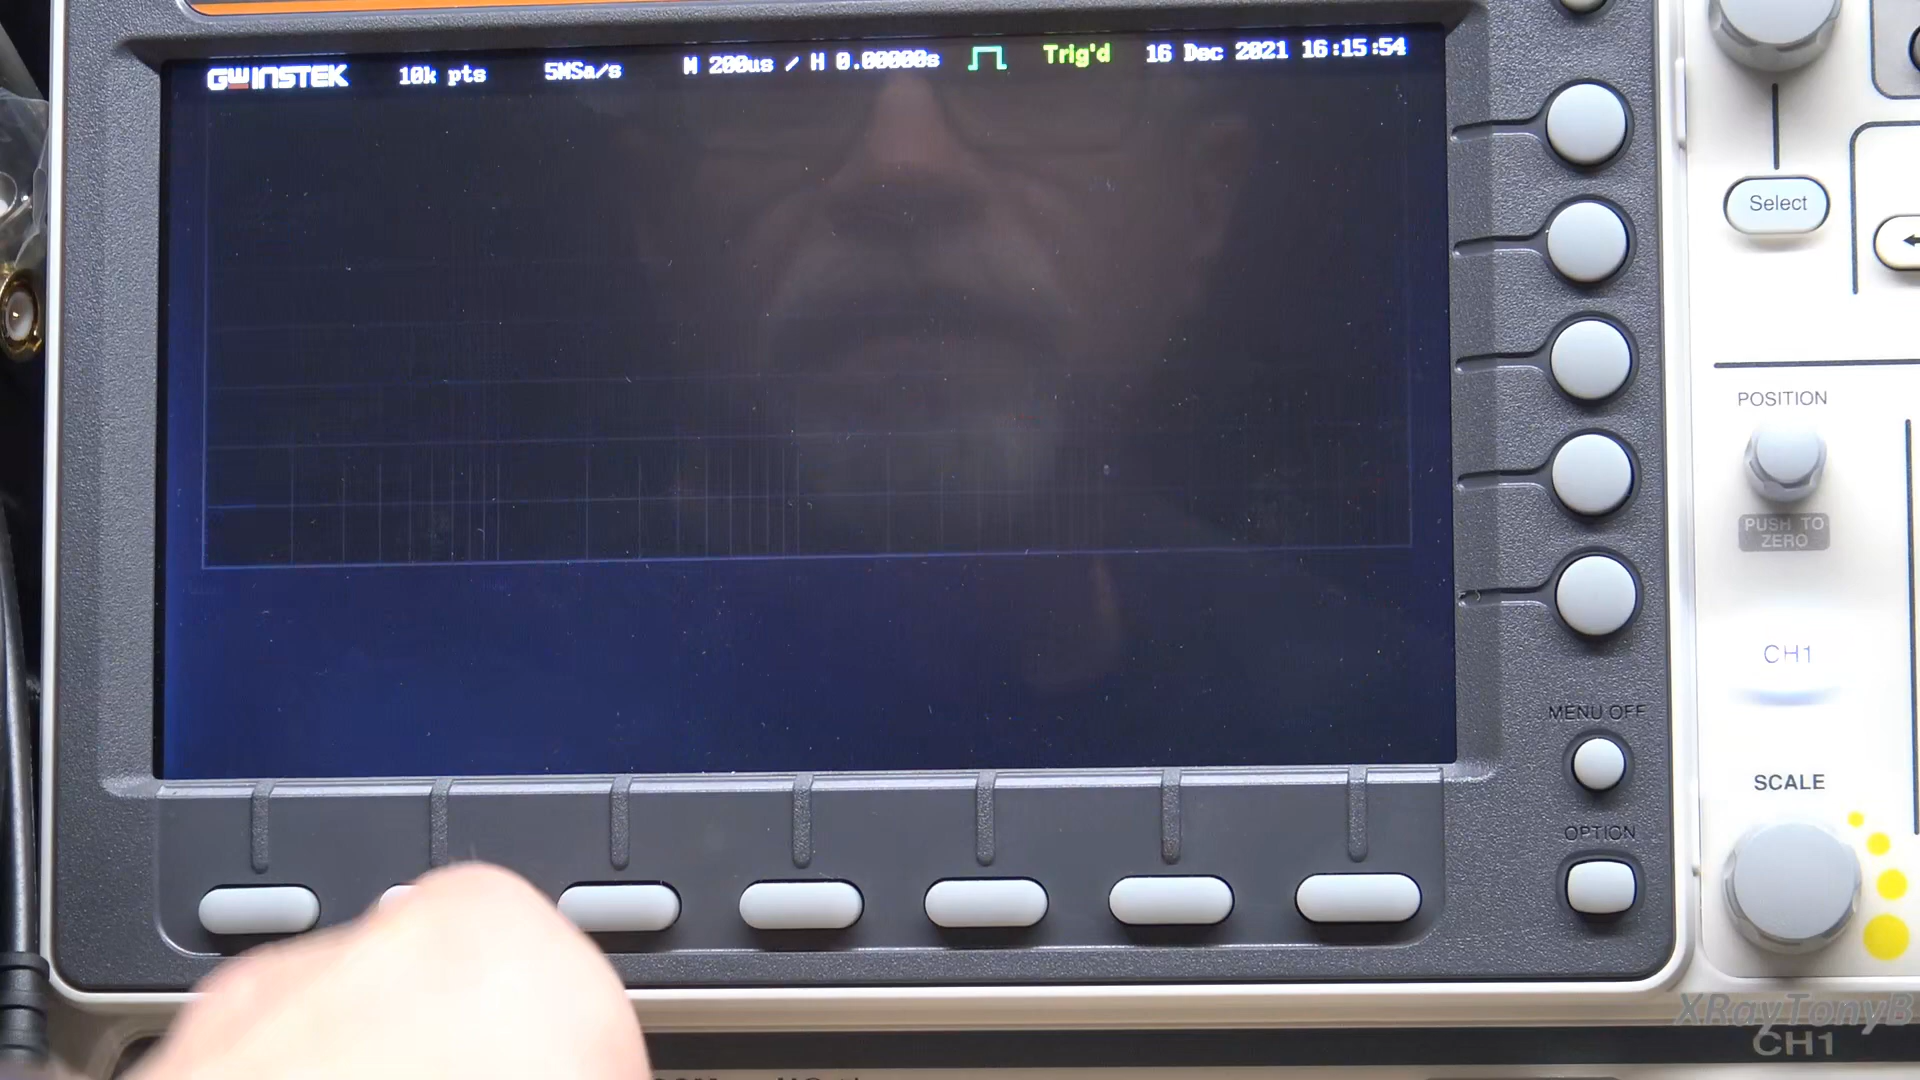 GWINSTEK 10k pts 5MSa/s M 200us / H 0.00000s Trig'd 16 Dec 2021 16:15:54
Select
POSITION
PUSH TO
ZERO
CH1
MENU OFF
SCALE
OPTION
XRayTonyB
CH1